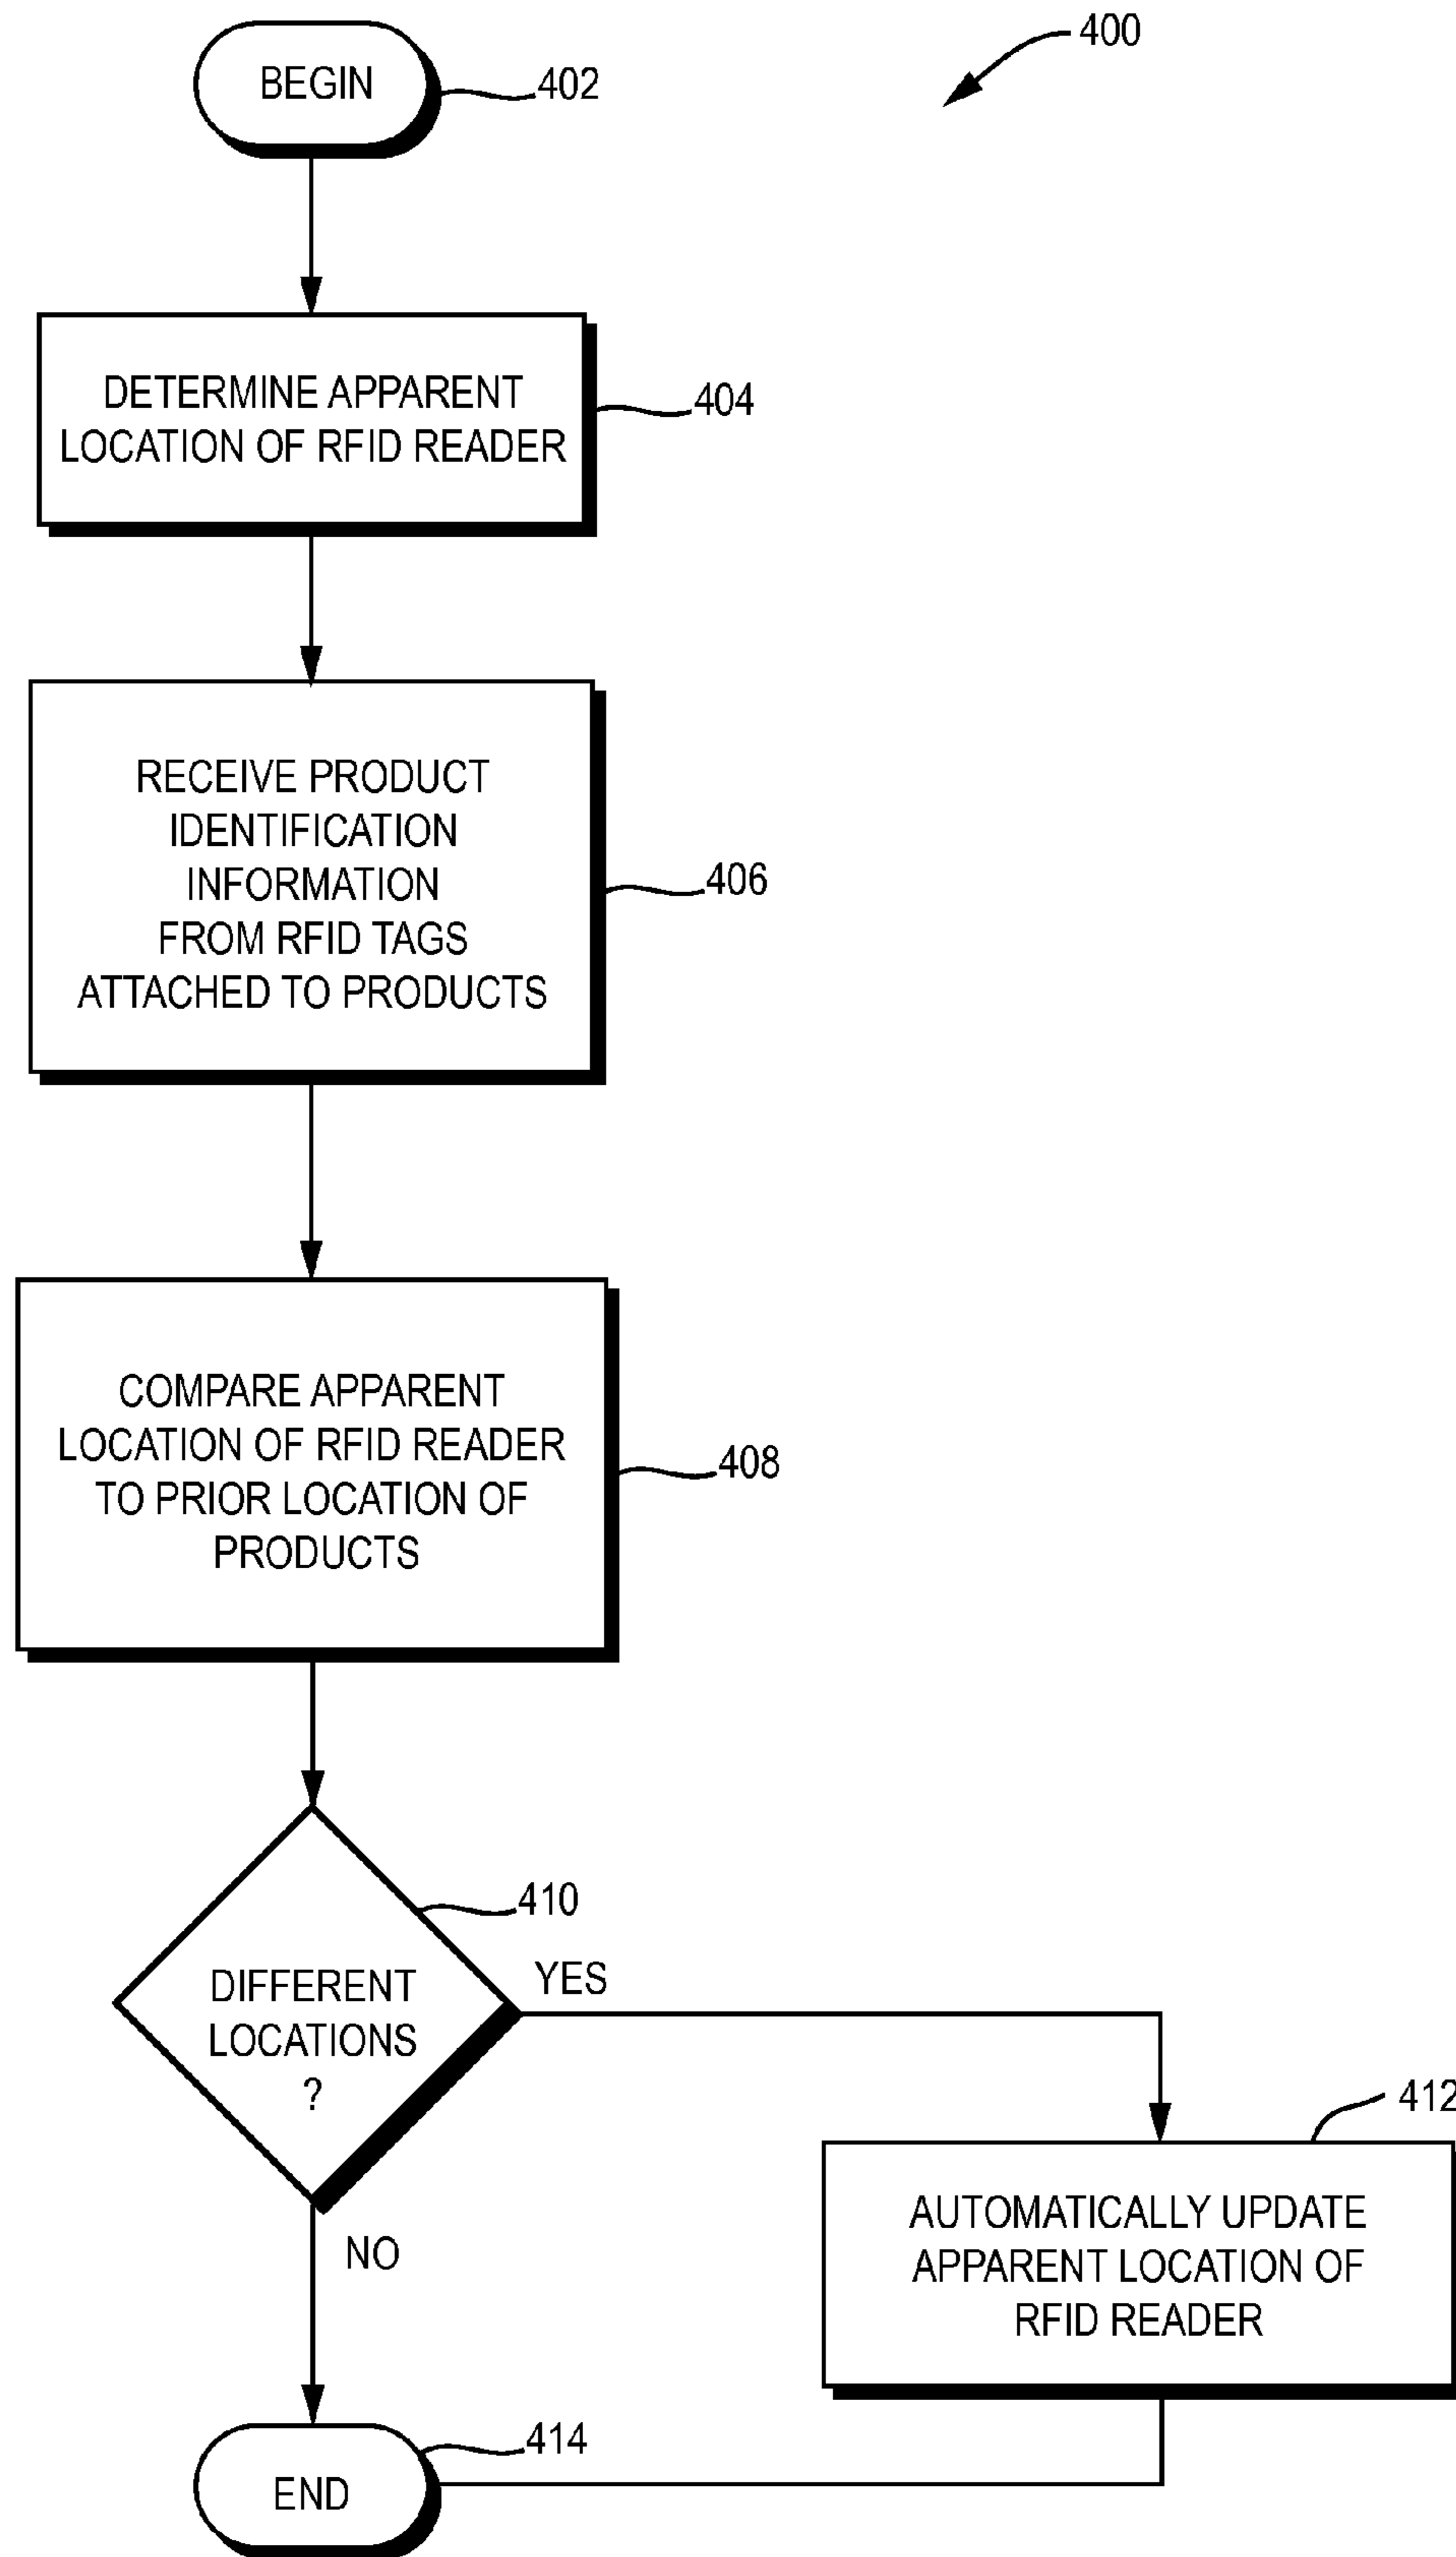 400
BEGIN
402
DETERMINE APPARENT
LOCATION OF RFID READER
404
RECEIVE PRODUCT
IDENTIFICATION
INFORMATION
FROM RFID TAGS
ATTACHED TO PRODUCTS
406
COMPARE APPARENT
LOCATION OF RFID READER
TO PRIOR LOCATION OF
PRODUCTS
408
410
DIFFERENT
LOCATIONS
?
YES
412
AUTOMATICALLY UPDATE
APPARENT LOCATION OF
RFID READER
NO
414
END